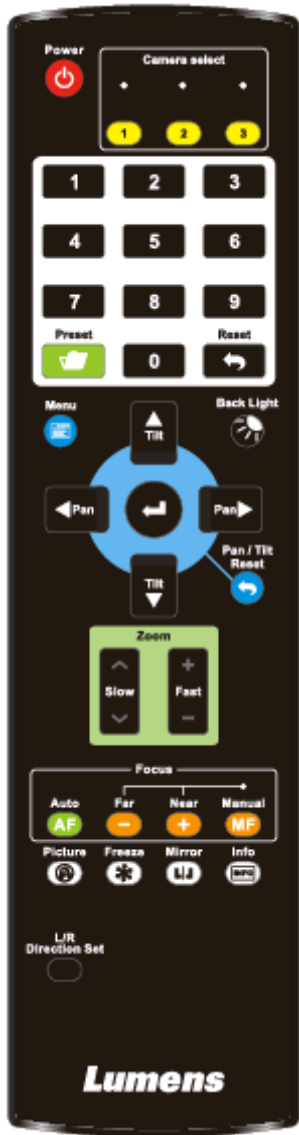 Power
Camera select
1 2 3
1 2 3
4 5 6
7 8 9
Preset Reset
0
Menu Back Light
Tilt
Pan Pan
Tilt
Pan / Tilt
Reset
Zoom
Slow + Fast -
Focus
Auto Far Near Manual
AF - + MF
Picture Freeze Mirror Info
INFO
L/R
Direction Set
Lumens